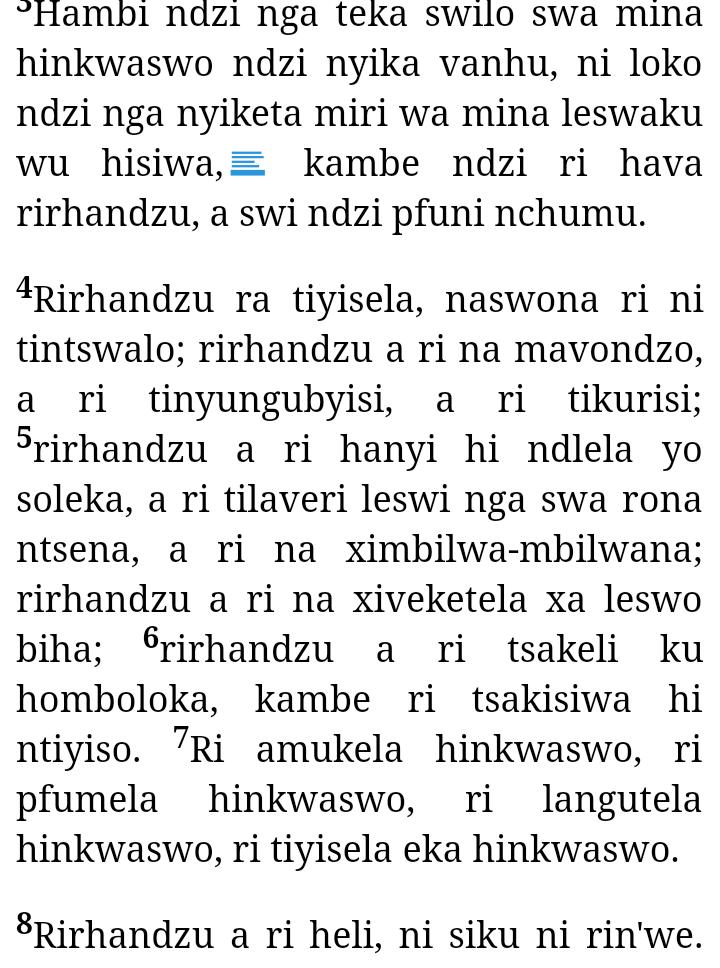 ³Hambi ndzi nga teka swilo swa mina
hinkwaswo ndzi nyika vanhu, ni loko
ndzi nga nyiketa miri wa mina leswaku
wu hisiwa, kambe ndzi ri hava
rirhandzu, a swi ndzi pfuni nchumu.
⁴Rirhandzu ra tiyisela, naswona ri ni
tintswalo; rirhandzu a ri na mavondzo,
a ri tinyungubyisi, a ri tikurisi;
⁵rirhandzu a ri hanyi hi ndlela yo
soleka, a ri tilaveri leswi nga swa rona
ntsena, a ri na ximbilwa-mbilwana;
rirhandzu a ri na xiveketela xa leswo
biha; ⁶rirhandzu a ri tsakeli ku
homboloka, kambe ri tsakisiwa hi
ntiyiso. ⁷Ri amukela hinkwaswo, ri
pfumela hinkwaswo, ri langutela
hinkwaswo, ri tiyisela eka hinkwaswo.
⁸Rirhandzu a ri heli, ni siku ni rin'we.